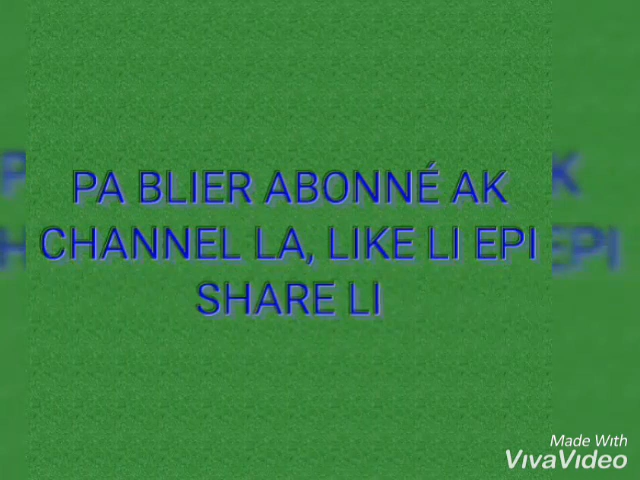 PA BLIER ABONNÉ AK
CHANNEL LA, LIKE LI EPI
SHARE LI
Made With
VivaVideo